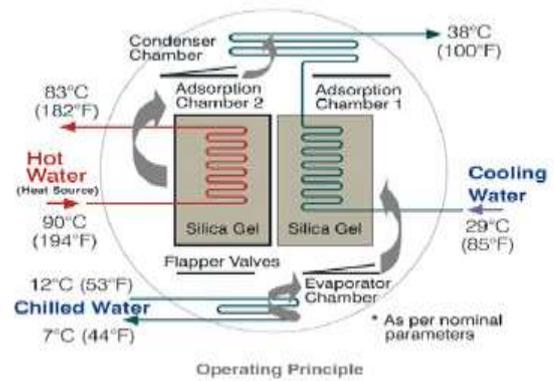 Condenser
Chamber
38°C
(100°F)
83°C
(182°F)
Adsorption
Chamber 2
Adsorption
Chamber 1
Hot
Water
(Heat Source)
90°C
(194°F)
Silica Gel
Silica Gel
Cooling
Water
29°C
(85°F)
Flapper Valves
12°C (53°F)
Chilled Water
7°C (44°F)
Evaporator
Chamber
* As per nominal
parameters
Operating Principle